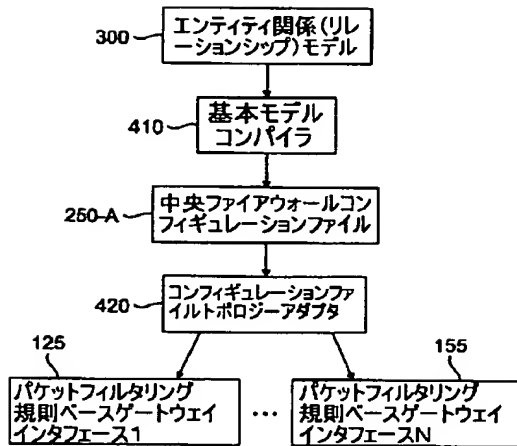 300
エンティティ関係(リレ
ーションシップ)モデル
410
基本モデル
コンパイラ
250-A
中央ファイアウォールコン
フィギュレーションファイル
420
コンフィギュレーションファ
イルトポロジーアダプタ
125
パケットフィルタリング
規則ベースゲートウェイ
インタフェース1
...
155
パケットフィルタリング
規則ベースゲートウェイ
インタフェースN